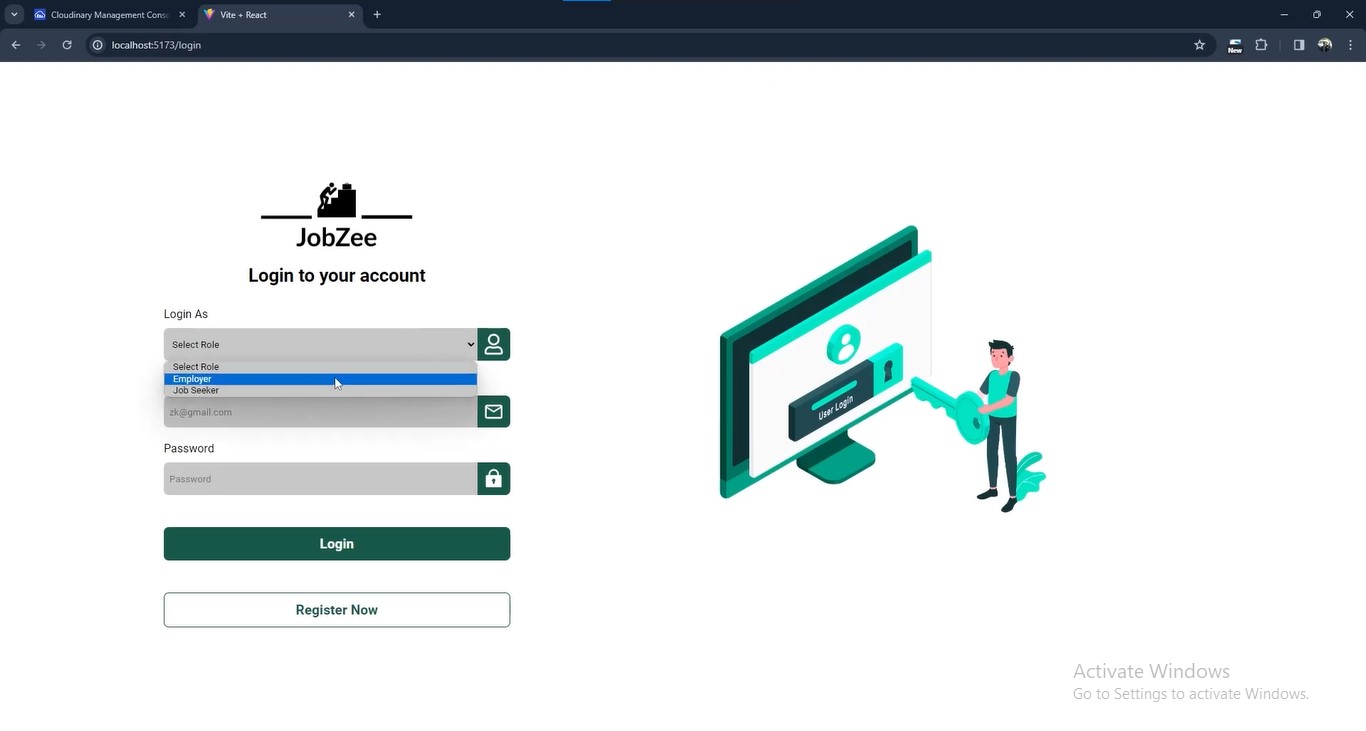 Cloudinary Management Conso
Vite + React
localhost:5173/login
New
JobZee
Login to your account
Login As
Select Role
Select Role
Employer
Job Seeker
zk@gmail.com
Password
Password
Login
Register Now
User Login
Activate Windows
Go to Settings to activate Windows.